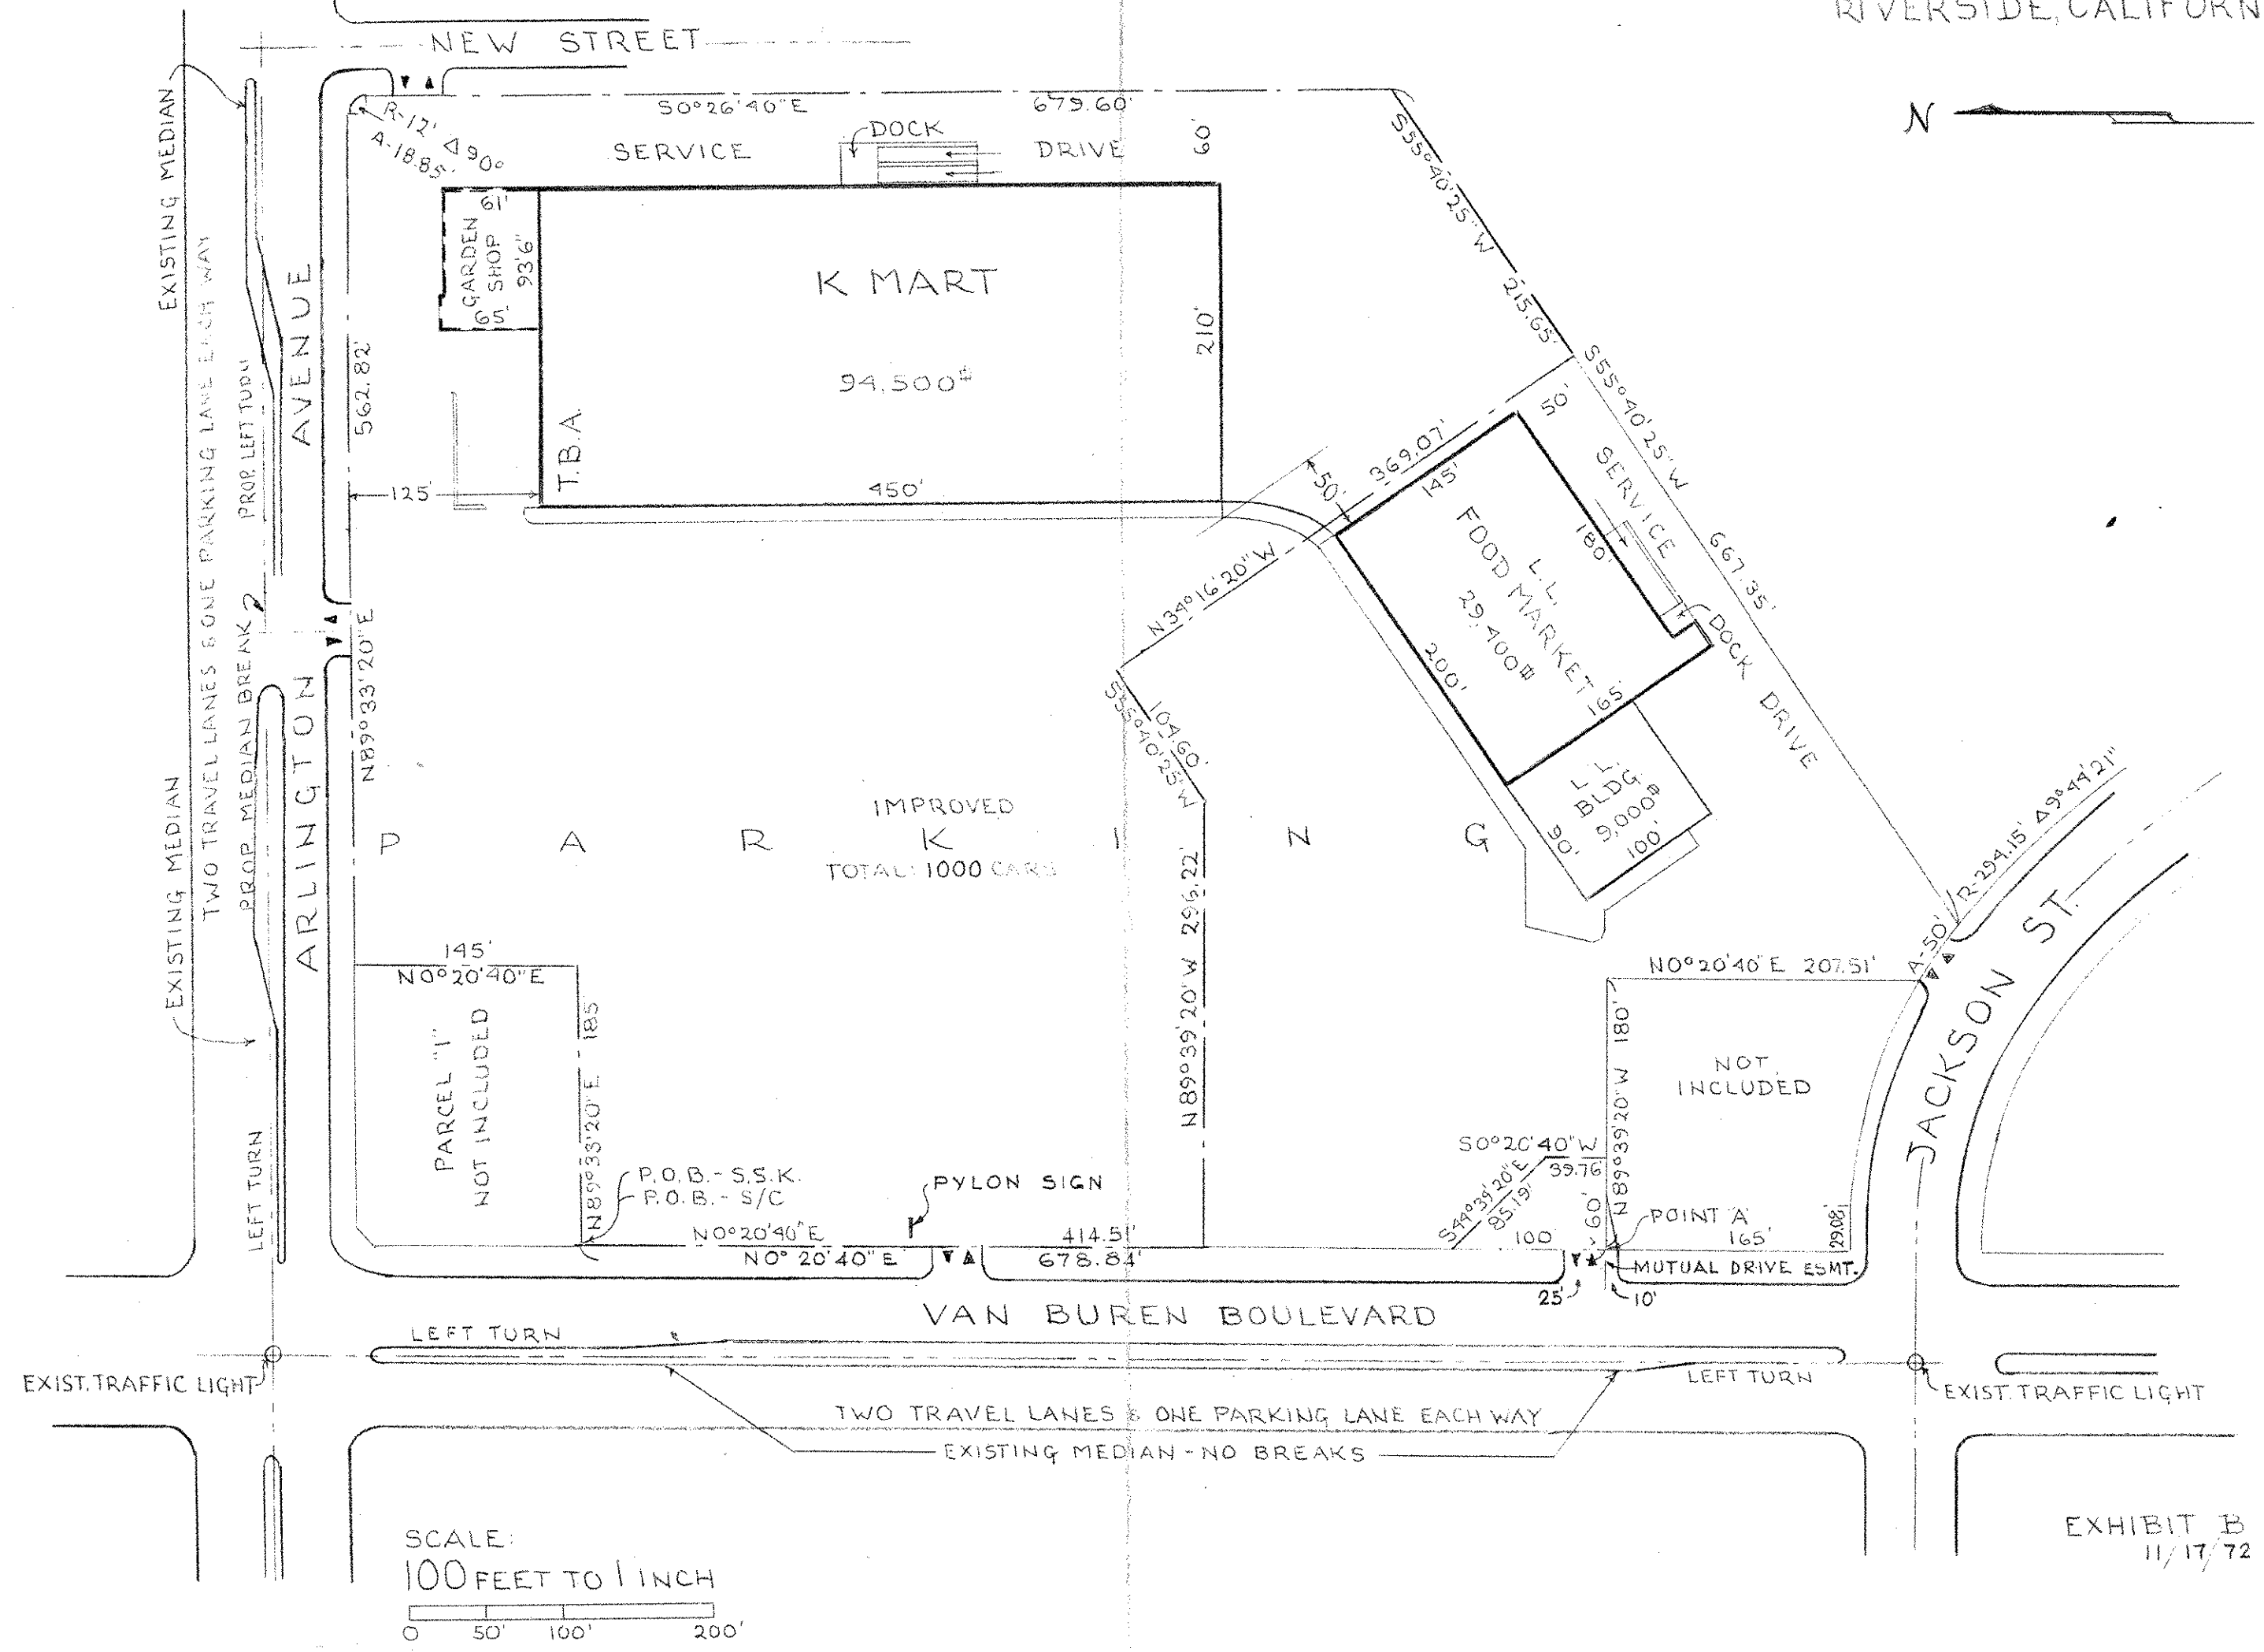 RIVERSIDE, CALIFORN
NEW STREET
N
EXISTING MEDIAN
TWO TRAVEL LANES & ONE PARKING LANE EACH WAY
PROP. LEFT TURN
PROP MEDIAN BREAK
EXISTING MEDIAN
LEFT TURN
ARLINGTON AVENUE
R-12' Δ90°
A-18.85'
S0°26'40"E 679.60'
SERVICE DRIVE
DOCK
60'
S55°40'25"W 215.65'
61'
GARDEN
SHOP
93'6"
65'
K MART
94,500⌗
210'
T.B.A.
450'
125'
562.82'
N89°33'20"E
S55°40'25"W 667.35'
50'
369.07'
N34°16'20"W
50'
145'
L.L.
FOOD MARKET
29,400⌗
180'
200'
165'
SERVICE
DOCK
DRIVE
104.60'
S55°40'25"W
L.L.
BLDG.
9,000⌗
90'
100'
IMPROVED
PARKING
TOTAL: 1000 CARS
N89°39'20"W 296.22'
145'
N0°20'40"E
PARCEL "1"
NOT INCLUDED
N89°33'20"E 185'
P.O.B.- S.S.K.
P.O.B. - S/C
PYLON SIGN
N0°20'40"E 414.51'
N0°20'40"E 678.84'
R-294.15' Δ9°44'21"
A-50'
JACKSON ST.
N0°20'40"E 207.51'
N89°39'20"W 180'
NOT
INCLUDED
S0°20'40"W
39.76'
S44°39'20"E
85.19'
60'
100'
POINT "A"
165'
29.08'
MUTUAL DRIVE ESMT.
25'
10'
VAN BUREN BOULEVARD
LEFT TURN
LEFT TURN
EXIST. TRAFFIC LIGHT
EXIST. TRAFFIC LIGHT
TWO TRAVEL LANES & ONE PARKING LANE EACH WAY
EXISTING MEDIAN - NO BREAKS
SCALE:
100 FEET TO 1 INCH
0 50' 100' 200'
EXHIBIT B
11/17/72